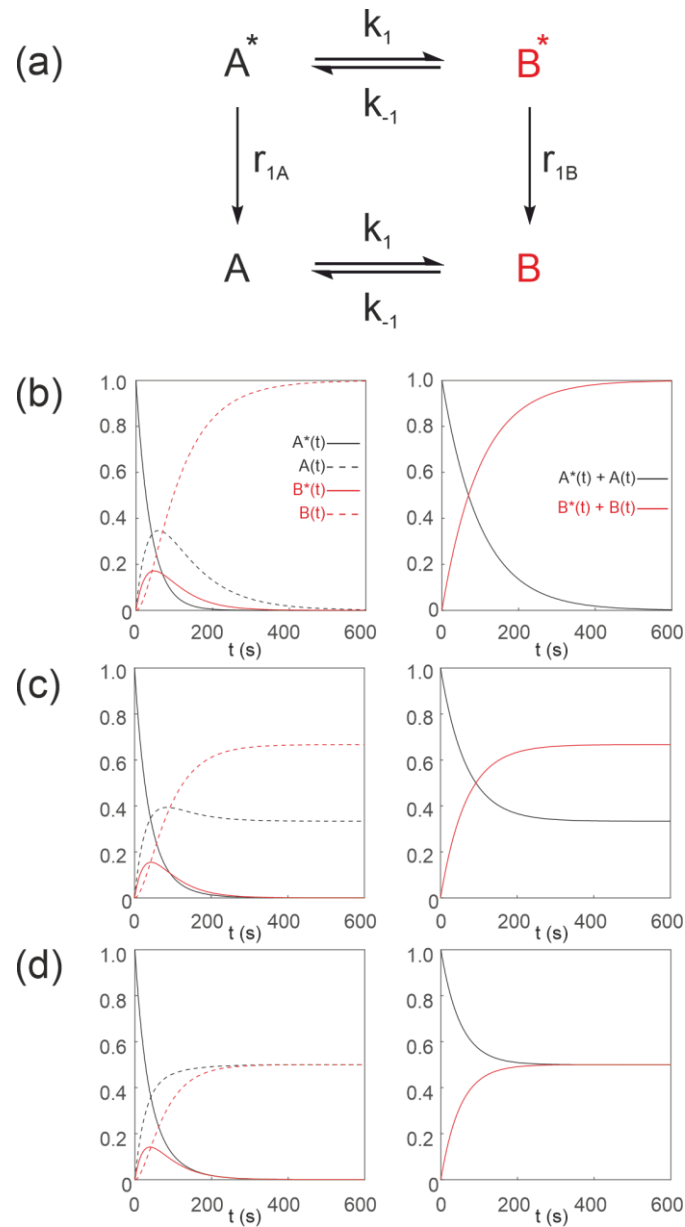 (a)
A* k1 B*
k-1
r1A r1B
A k1 B
k-1
(b)
1.0
0.8
0.6
0.4
0.2
0
0 200 400 600
t (s)
A*(t)
A(t)
B*(t)
B(t)
1.0
0.8
0.6
0.4
0.2
0
0 200 400 600
t (s)
A*(t) + A(t)
B*(t) + B(t)
(c)
1.0
0.8
0.6
0.4
0.2
0
0 200 400 600
t (s)
1.0
0.8
0.6
0.4
0.2
0
0 200 400 600
t (s)
(d)
1.0
0.8
0.6
0.4
0.2
0
0 200 400 600
t (s)
1.0
0.8
0.6
0.4
0.2
0
0 200 400 600
t (s)